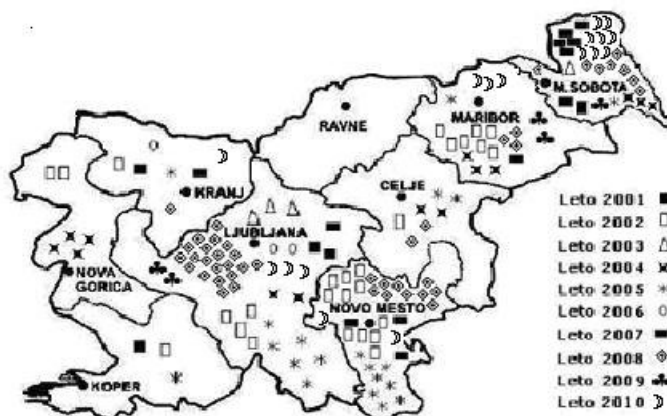 M. SOBOTA
MARIBOR
RAVNE
KRANJ
CELJE
LJUBLJANA
NOVA
GORICA
NOVO MESTO
KOPER
Leto 2001
Leto 2002
Leto 2003
Leto 2004
Leto 2005
Leto 2006
Leto 2007
Leto 2008
Leto 2009
Leto 2010